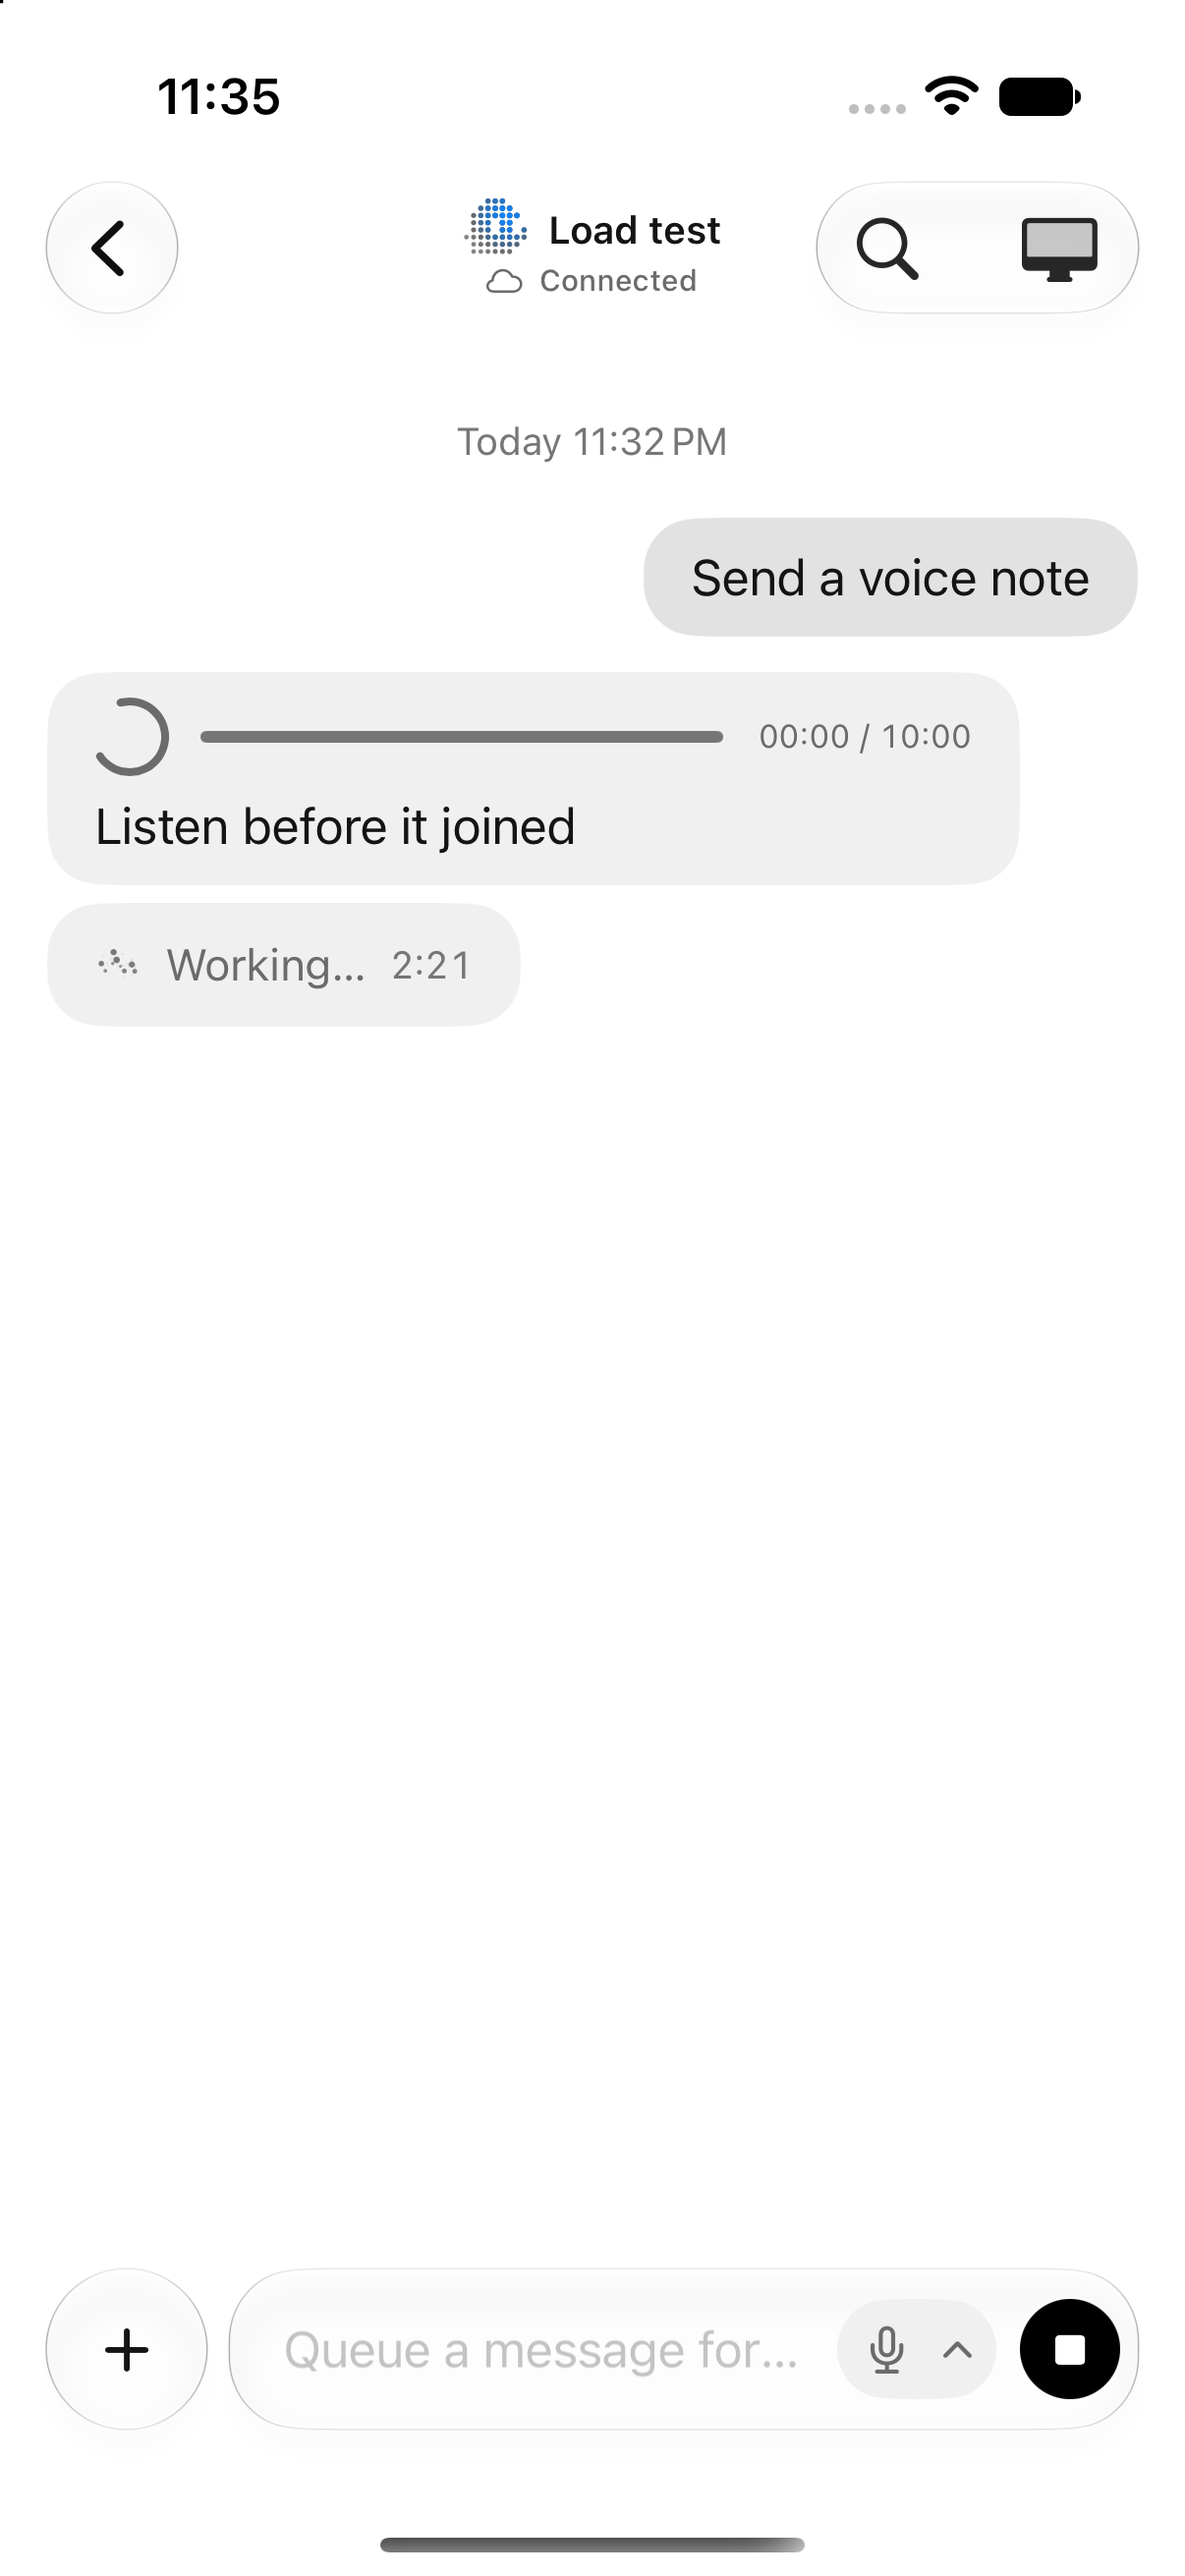 11:35
Load test
Connected
Today 11:32 PM
Send a voice note
00:00 / 10:00
Listen before it joined
Working... 2:21
Queue a message for...